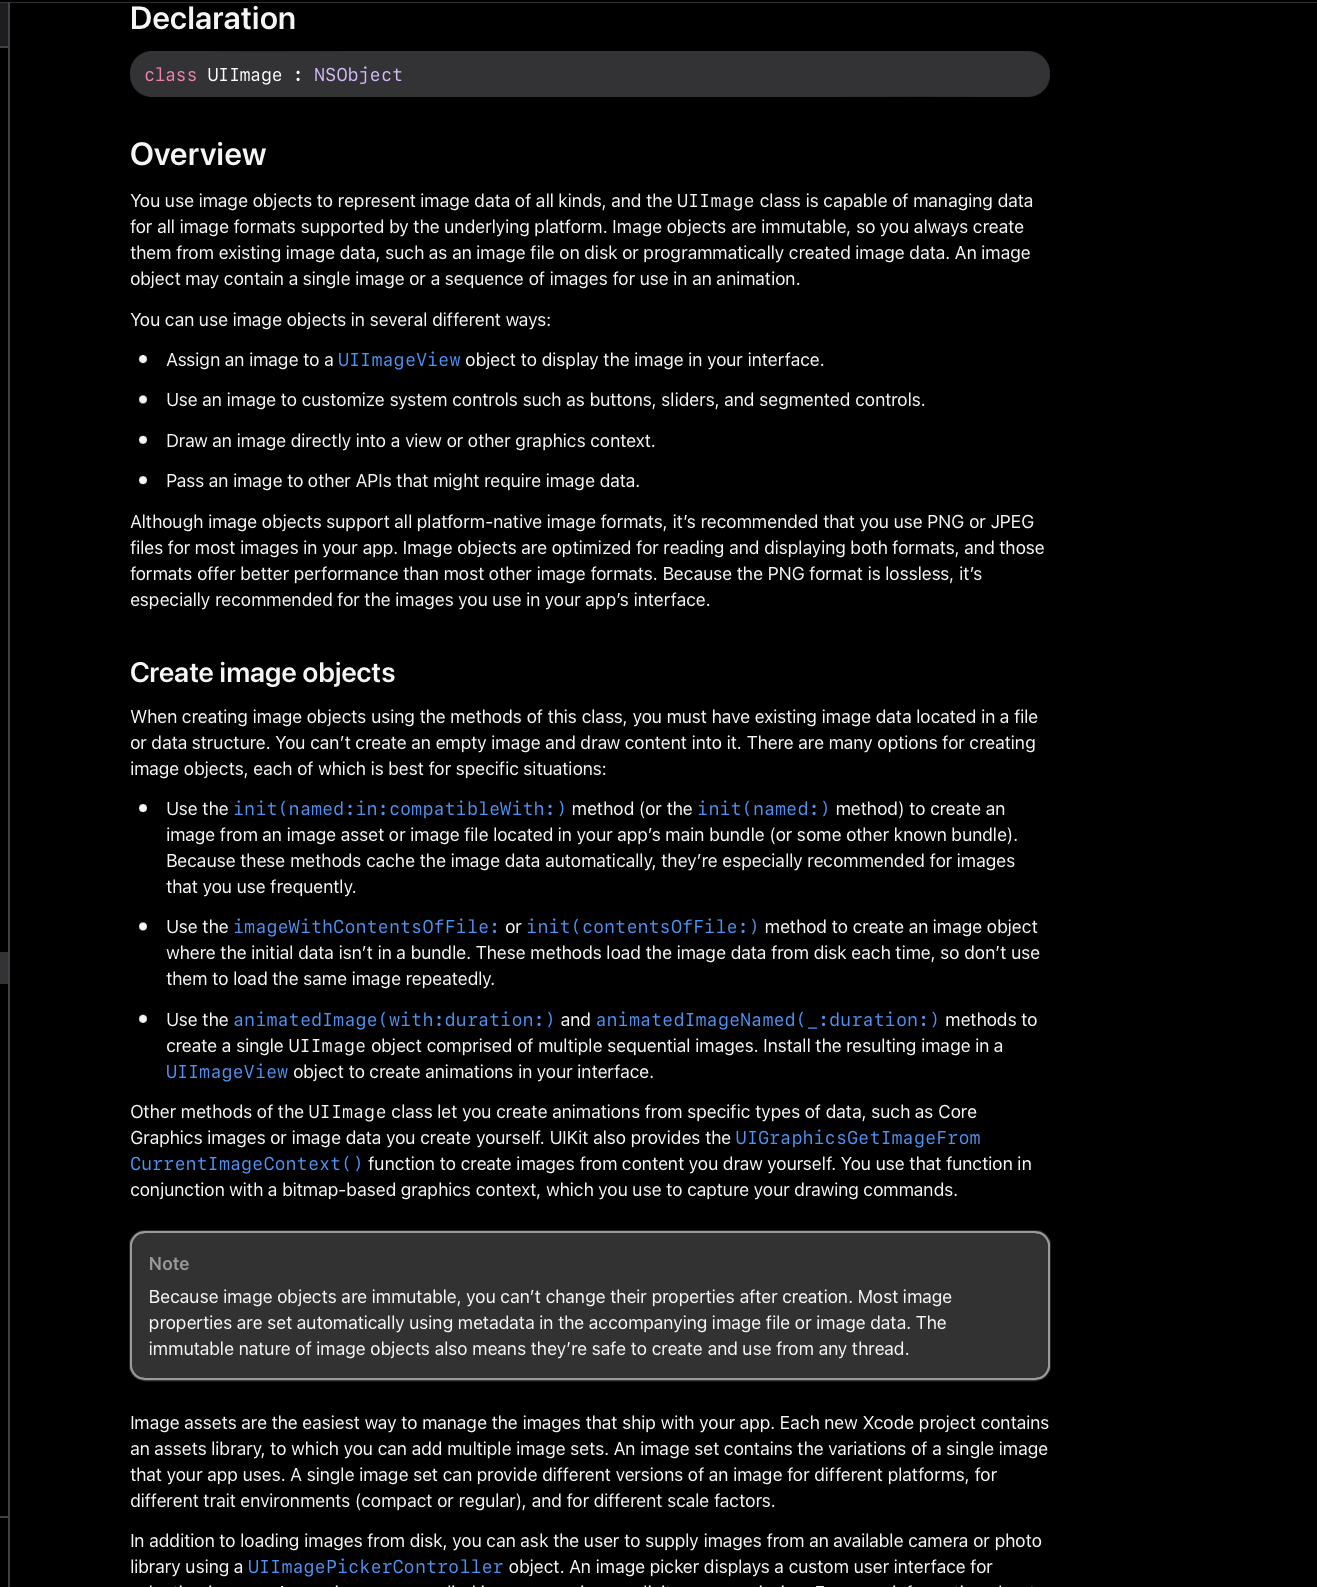 Declaration
class UIImage : NSObject
Overview
You use image objects to represent image data of all kinds, and the UIImage class is capable of managing data
for all image formats supported by the underlying platform. Image objects are immutable, so you always create
them from existing image data, such as an image file on disk or programmatically created image data. An image
object may contain a single image or a sequence of images for use in an animation.
You can use image objects in several different ways:
• Assign an image to a UIImageView object to display the image in your interface.
• Use an image to customize system controls such as buttons, sliders, and segmented controls.
• Draw an image directly into a view or other graphics context.
• Pass an image to other APIs that might require image data.
Although image objects support all platform-native image formats, it’s recommended that you use PNG or JPEG
files for most images in your app. Image objects are optimized for reading and displaying both formats, and those
formats offer better performance than most other image formats. Because the PNG format is lossless, it’s
especially recommended for the images you use in your app’s interface.
Create image objects
When creating image objects using the methods of this class, you must have existing image data located in a file
or data structure. You can’t create an empty image and draw content into it. There are many options for creating
image objects, each of which is best for specific situations:
• Use the init(named:in:compatibleWith:) method (or the init(named:) method) to create an
image from an image asset or image file located in your app’s main bundle (or some other known bundle).
Because these methods cache the image data automatically, they’re especially recommended for images
that you use frequently.
• Use the imageWithContentsOfFile: or init(contentsOfFile:) method to create an image object
where the initial data isn’t in a bundle. These methods load the image data from disk each time, so don’t use
them to load the same image repeatedly.
• Use the animatedImage(with:duration:) and animatedImageNamed(_:duration:) methods to
create a single UIImage object comprised of multiple sequential images. Install the resulting image in a
UIImageView object to create animations in your interface.
Other methods of the UIImage class let you create animations from specific types of data, such as Core
Graphics images or image data you create yourself. UIKit also provides the UIGraphicsGetImageFrom
CurrentImageContext() function to create images from content you draw yourself. You use that function in
conjunction with a bitmap-based graphics context, which you use to capture your drawing commands.
Note
Because image objects are immutable, you can’t change their properties after creation. Most image
properties are set automatically using metadata in the accompanying image file or image data. The
immutable nature of image objects also means they’re safe to create and use from any thread.
Image assets are the easiest way to manage the images that ship with your app. Each new Xcode project contains
an assets library, to which you can add multiple image sets. An image set contains the variations of a single image
that your app uses. A single image set can provide different versions of an image for different platforms, for
different trait environments (compact or regular), and for different scale factors.
In addition to loading images from disk, you can ask the user to supply images from an available camera or photo
library using a UIImagePickerController object. An image picker displays a custom user interface for